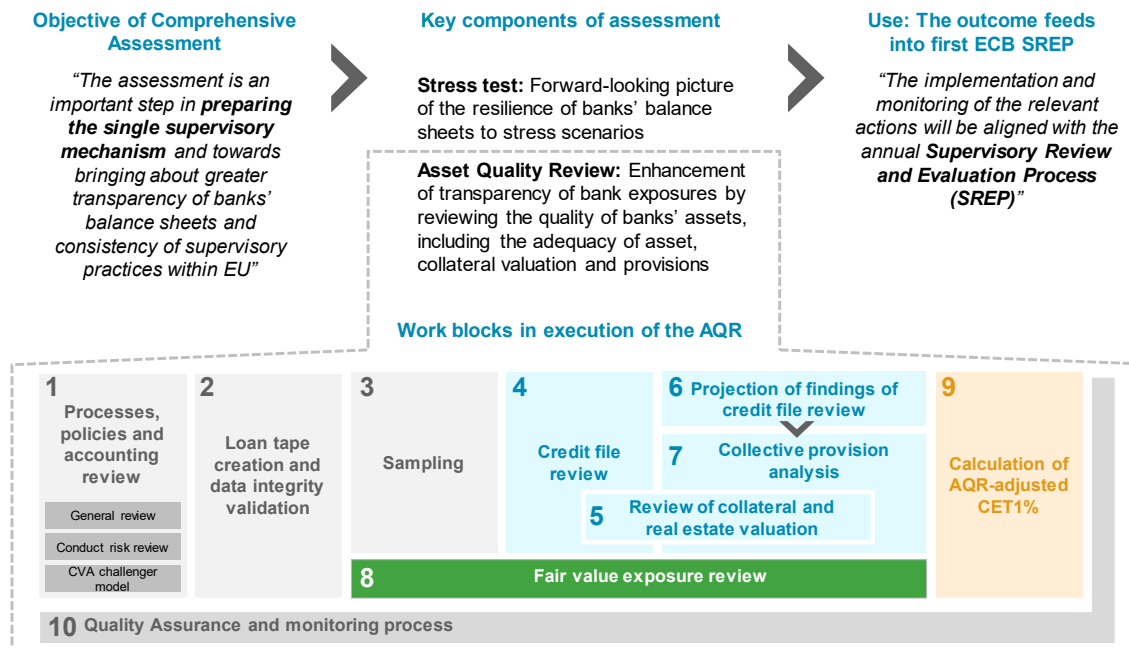 Objective of Comprehensive
Assessment
“The assessment is an
important step in preparing
the single supervisory
mechanism and towards
bringing about greater
transparency of banks’
balance sheets and
consistency of supervisory
practices within EU”
Key components of assessment
Stress test: Forward-looking picture
of the resilience of banks’ balance
sheets to stress scenarios
Asset Quality Review: Enhancement
of transparency of bank exposures by
reviewing the quality of banks’ assets,
including the adequacy of asset,
collateral valuation and provisions
Use: The outcome feeds
into first ECB SREP
“The implementation and
monitoring of the relevant
actions will be aligned with the
annual Supervisory Review
and Evaluation Process
(SREP)”
Work blocks in execution of the AQR
1
Processes,
policies and
accounting
review
General review
Conduct risk review
CVA challenger
model
2
Loan tape
creation and
data integrity
validation
3
Sampling
4
Credit file
review
5 Review of collateral and
real estate valuation
6 Projection of findings of
credit file review
7 Collective provision
analysis
8 Fair value exposure review
9
Calculation of
AQR-adjusted
CET1%
10 Quality Assurance and monitoring process